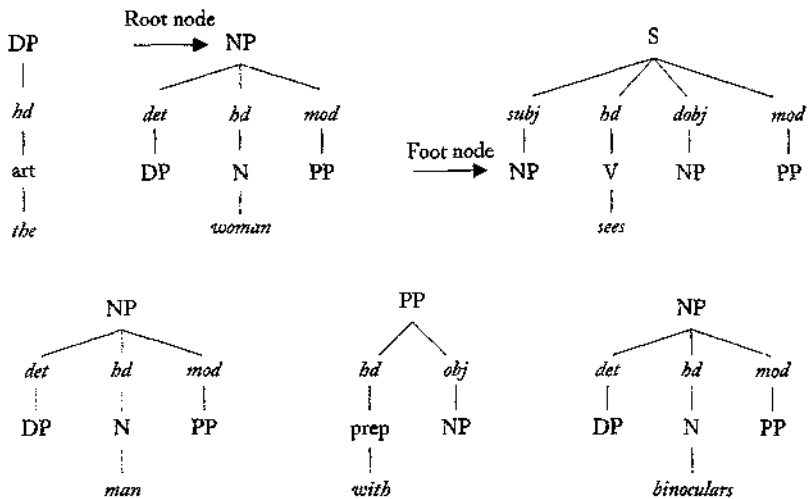 Root node
DP NP S
hd det hd mod subj hd dobj mod
art DP N PP Foot node NP V NP PP
the woman sees
NP PP NP
det hd mod hd obj det hd mod
DP N PP prep NP DP N PP
man with binoculars